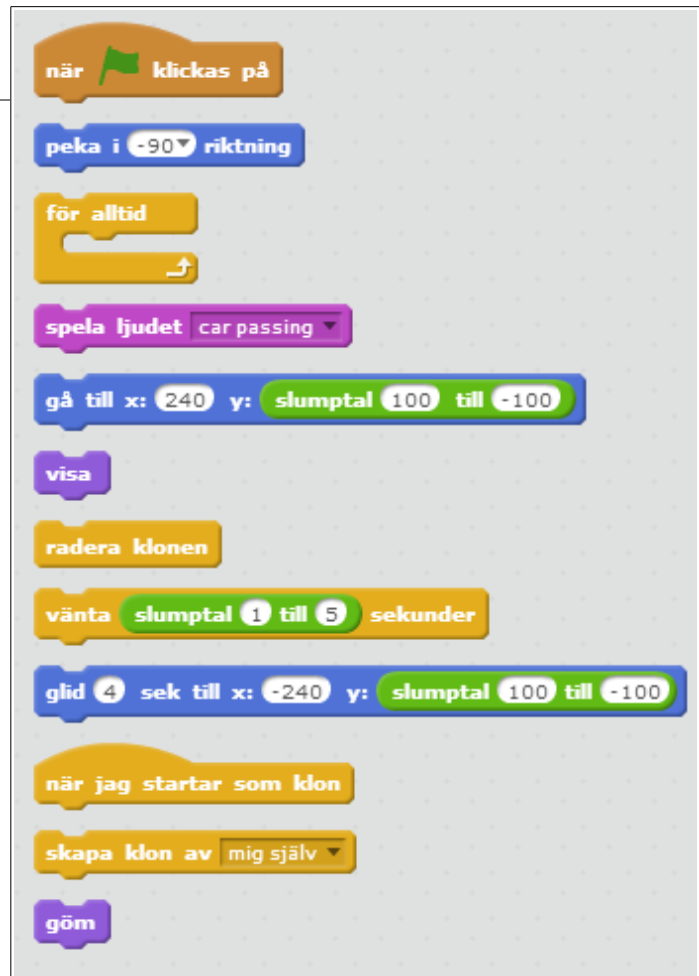 när klickas på
peka i -90 riktning
för alltid
spela ljudet car passing
gå till x: 240 y: slumptal 100 till -100
visa
radera klonen
vänta slumptal 1 till 5 sekunder
glid 4 sek till x: -240 y: slumptal 100 till -100
när jag startar som klon
skapa klon av mig själv
göm